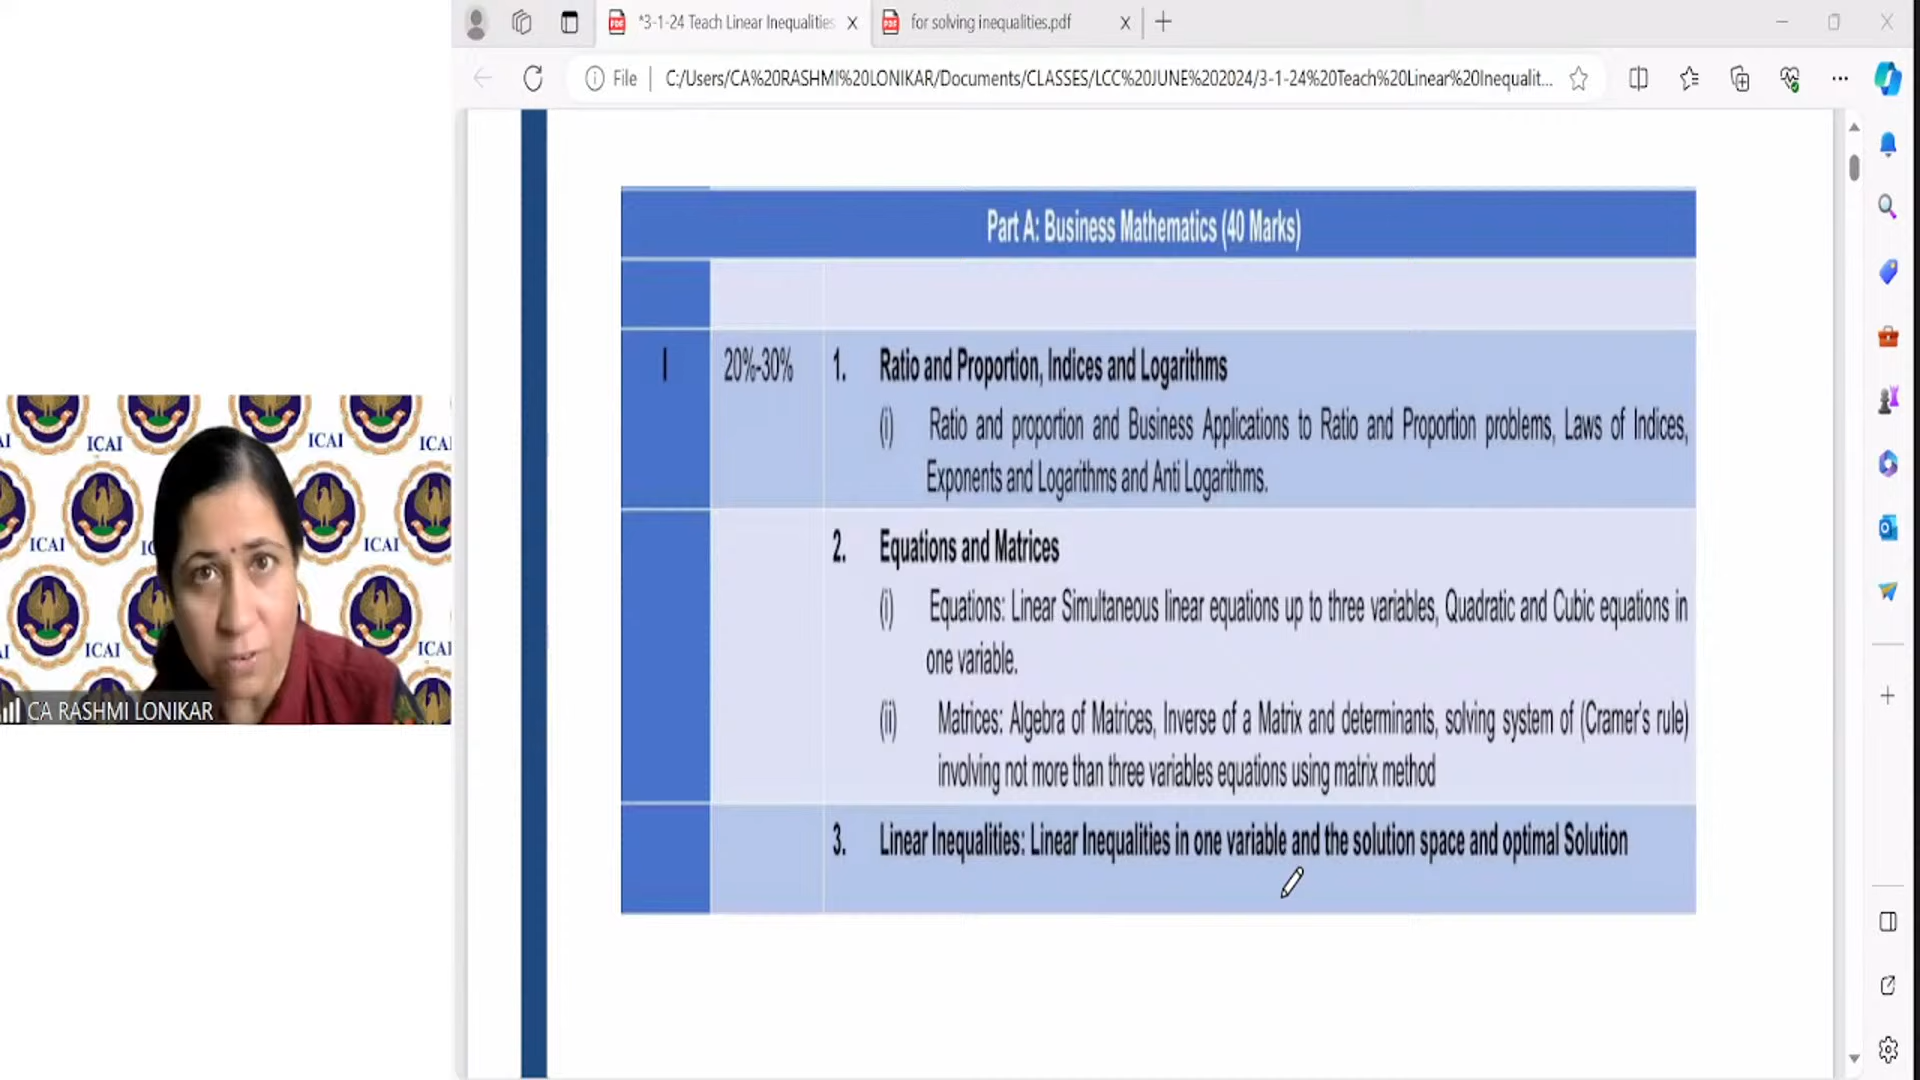 *3-1-24 Teach Linear Inequalities
for solving inequalities.pdf
File
C:/Users/CA%20RASHMI%20LONIKAR/Documents/CLASSES/LCC%20JUNE%202024/3-1-24%20Teach%20Linear%20Inequalit...
Part A: Business Mathematics (40 Marks)
I
20%-30%
1. Ratio and Proportion, Indices and Logarithms
(i) Ratio and proportion and Business Applications to Ratio and Proportion problems, Laws of Indices,
Exponents and Logarithms and Anti Logarithms.
2. Equations and Matrices
(i) Equations: Linear Simultaneous linear equations up to three variables, Quadratic and Cubic equations in
one variable.
(ii) Matrices: Algebra of Matrices, Inverse of a Matrix and determinants, solving system of (Cramer's rule)
involving not more than three variables equations using matrix method
3. Linear Inequalities: Linear Inequalities in one variable and the solution space and optimal Solution
ICAI
ICAI
ICAI
ICAI
ICAI
ICAI
CA RASHMI LONIKAR